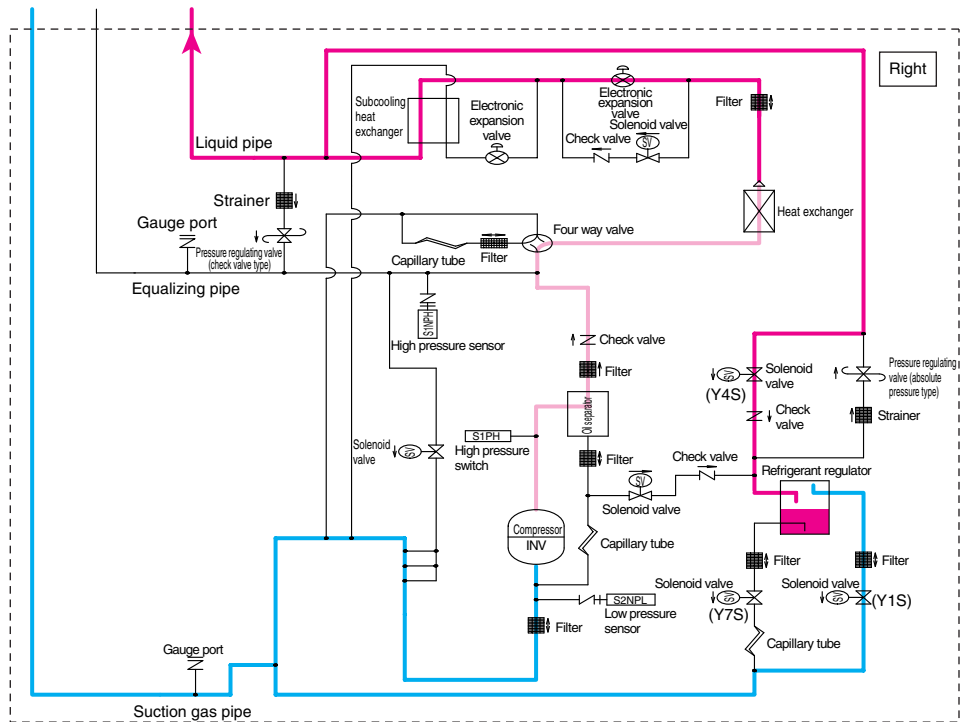 Right
Subcooling
heat
exchanger
Electronic
expansion
valve
Electronic
expansion
valve
Solenoid valve
SV
Check valve
Filter
Liquid pipe
Strainer
Gauge port
Pressure regulating valve
(check valve type)
Equalizing pipe
Capillary tube
Filter
Four way valve
Heat exchanger
S1NPH
High pressure sensor
Check valve
Filter
Oil separator
SV
Solenoid
valve
(Y4S)
Check
valve
Pressure regulating
valve (absolute
pressure type)
Strainer
Solenoid
valve
SV
S1PH
High pressure
switch
Filter
SV
Solenoid valve
Check valve
Refrigerant regulator
Compressor
INV
Capillary tube
Filter
Filter
Solenoid valve
SV
(Y7S)
Solenoid valve
SV
(Y1S)
S2NPL
Low pressure
sensor
Filter
Capillary tube
Gauge port
Suction gas pipe